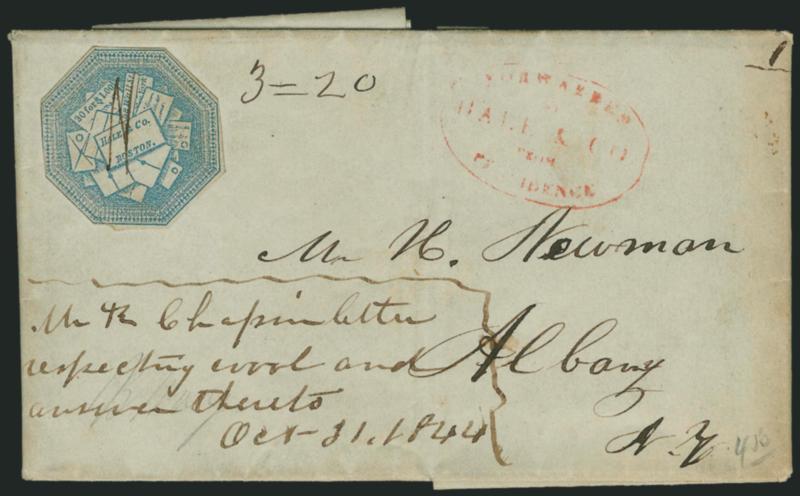 30 for $1.00
HALE & Co.
BOSTON.
3=20
FORWARDED
BY
HALE & CO
FROM
PROVIDENCE
1
Mr H. Newman
Albany
N.Y.
Mr R Chapin letter
respecting wool and
answer thereto
Oct 31. 1844
450